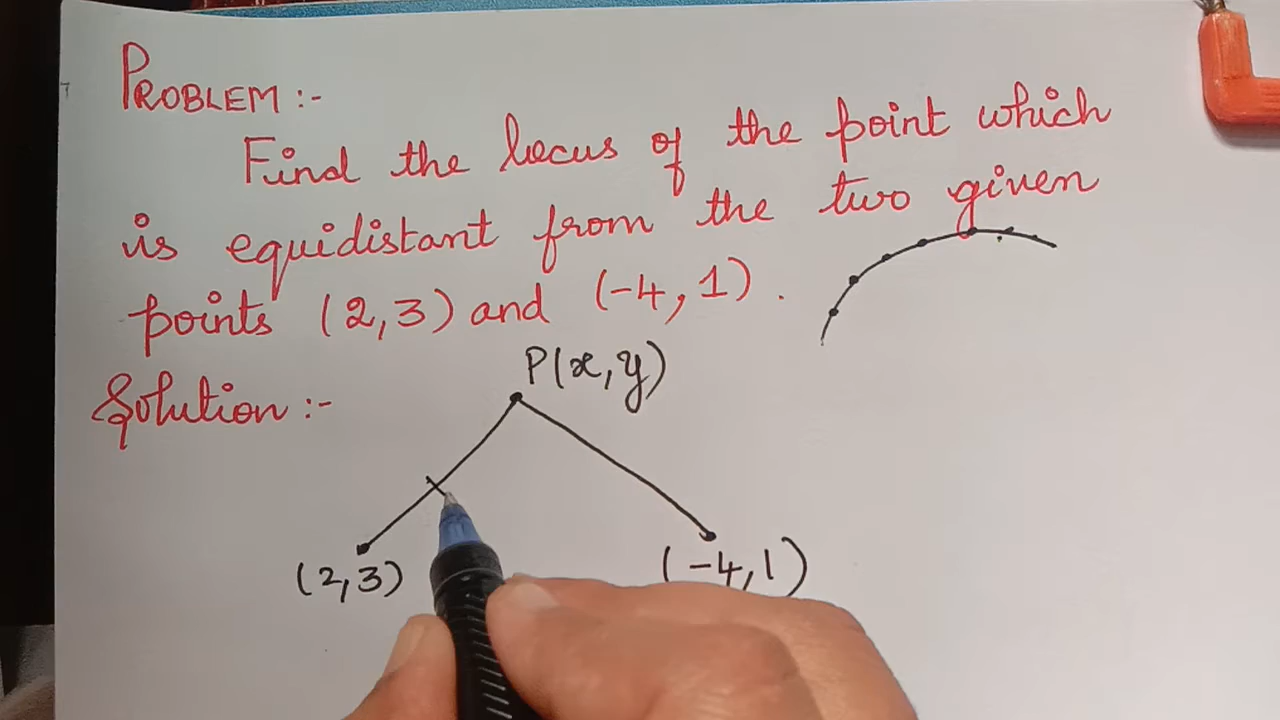 PROBLEM :-
Find the locus of the point which
is equidistant from the two given
points (2,3) and (-4,1).
Solution :-
P(x,y)
(2,3) (-4,1)